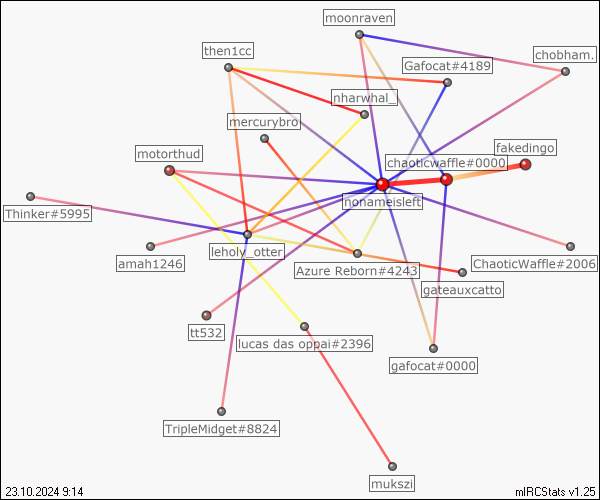 moonraven
then1cc
chobham.
Gafocat#4189
nharwhal_
mercurybro
fakedingo
motorthud
chaoticwaffle#0000
nonameisleft
Thinker#5995
leholy_otter
amah1246
Azure Reborn#4243
ChaoticWaffle#2006
gateauxcatto
tt532
lucas das oppai#2396
gafocat#0000
TripleMidget#8824
mukszi
23.10.2024 9:14
mIRCStats v1.25